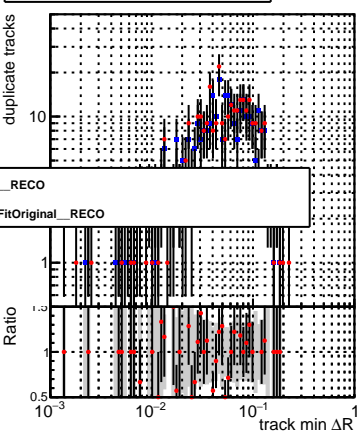 duplicate tracks
10
__RECO
FitOriginal__RECO
1
Ratio
1.5
1
0.5
10⁻³ 10⁻² 10⁻¹ 1
track min ΔR